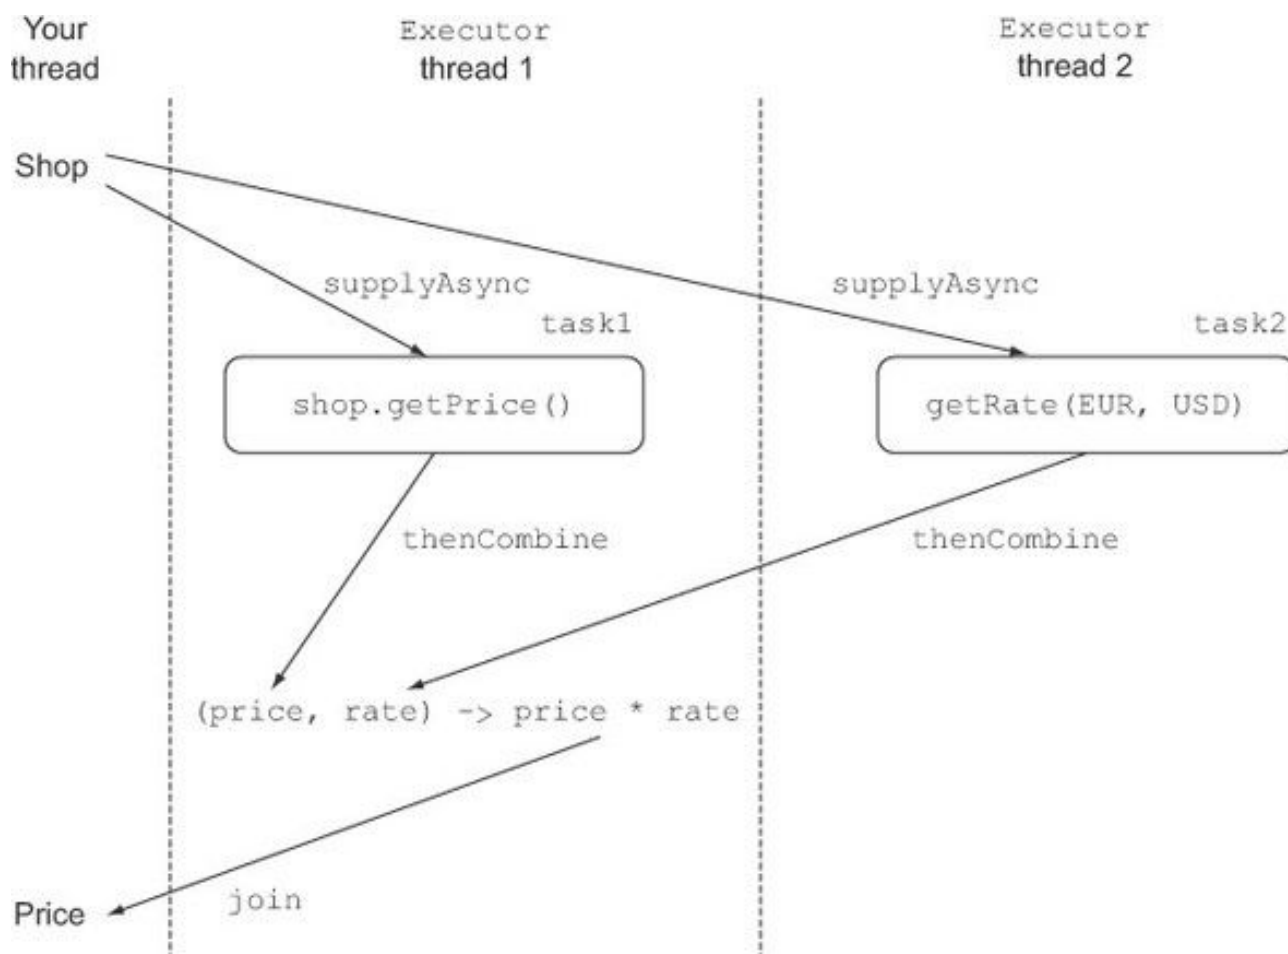 Your
thread
Executor
thread 1
Executor
thread 2
Shop
supplyAsync
supplyAsync
task1
task2
shop.getPrice()
getRate(EUR, USD)
thenCombine
thenCombine
(price, rate) -> price * rate
join
Price